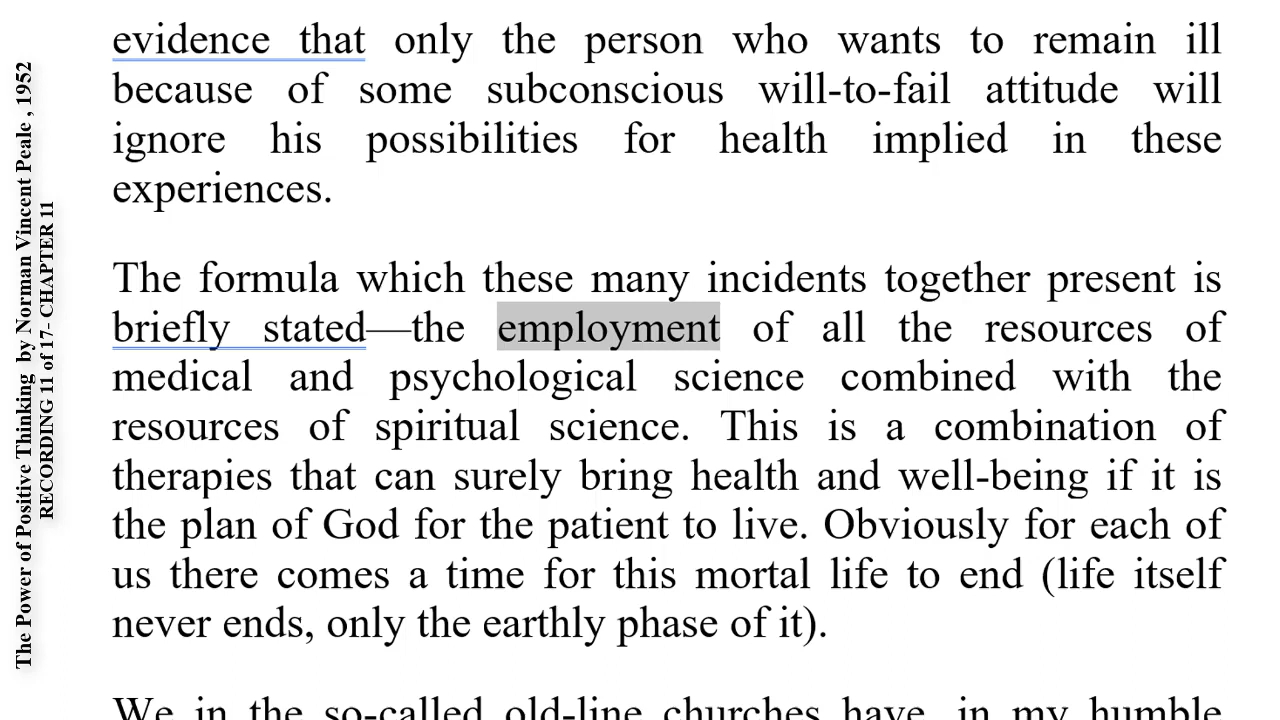 The Power of Positive Thinking by Norman Vincent Peale , 1952
RECORDING 11 of 17- CHAPTER 11
evidence that only the person who wants to remain ill
because of some subconscious will-to-fail attitude will
ignore his possibilities for health implied in these
experiences.
The formula which these many incidents together present is
briefly stated—the employment of all the resources of
medical and psychological science combined with the
resources of spiritual science. This is a combination of
therapies that can surely bring health and well-being if it is
the plan of God for the patient to live. Obviously for each of
us there comes a time for this mortal life to end (life itself
never ends, only the earthly phase of it).
We in the so-called old-line churches have, in my humble